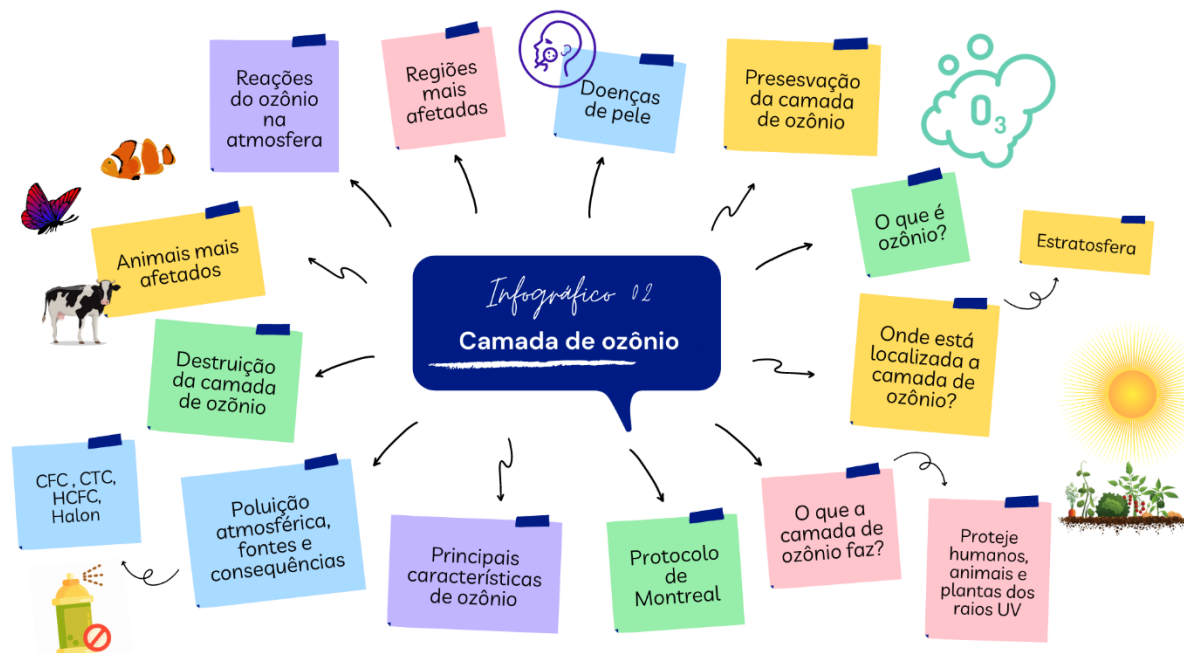 Reações
do ozônio
na
atmosfera
Regiões
mais
afetadas
Doenças
de pele
Presesvação
da camada
de ozônio
O₃
O que é
ozônio?
Estratosfera
Animais mais
afetados
Infográfico 02
Camada de ozônio
Onde está
localizada a
camada de
ozônio?
Destruição
da camada
de ozõnio
CFC , CTC,
HCFC,
Halon
Poluição
atmosférica,
fontes e
consequências
Principais
características
de ozônio
Protocolo
de
Montreal
O que a
camada de
ozônio faz?
Proteje
humanos,
animais e
plantas dos
raios UV